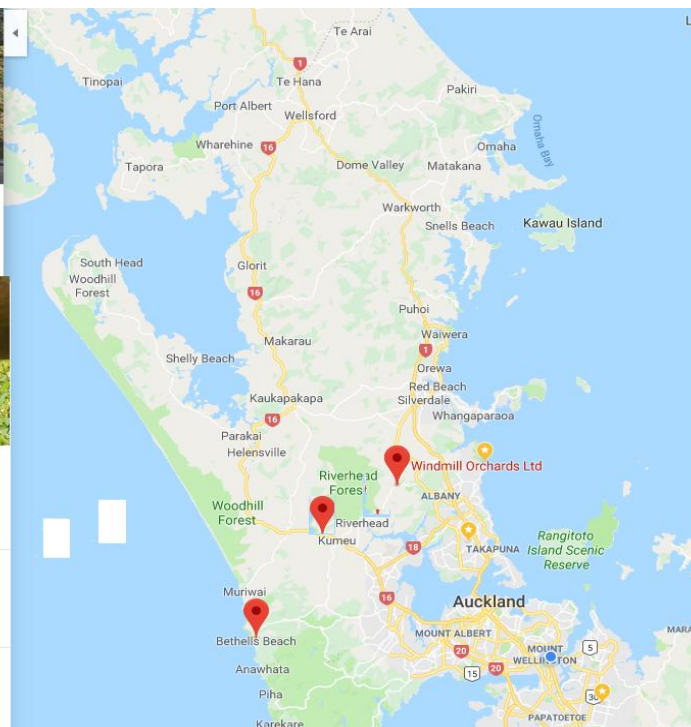 Te Arai
1
Tinopai
Te Hana
Pakiri
Port Albert
Wellsford
Omaha Bay
Wharehine
16
Omaha
Tapora
Dome Valley
Matakana
Warkworth
Snells Beach
Kawau Island
South Head
Woodhill
Forest
Glorit
16
Puhoi
Waiwera
Makarau
1
Shelly Beach
Orewa
Red Beach
Silverdale
Kaukapakapa
Whangaparaoa
16
Parakai
Helensville
Windmill Orchards Ltd
Riverhead
Forest
ALBANY
Woodhill
Forest
Riverhead
Kumeu
Rangitoto
Island Scenic
Reserve
18
TAKAPUNA
Muriwai
16
Auckland
Bethells Beach
MOUNT ALBERT
20
MOUNT
WELLINGTON
5
MARA
Anawhata
15
20
Piha
30
PAPATOETOE
Karekare